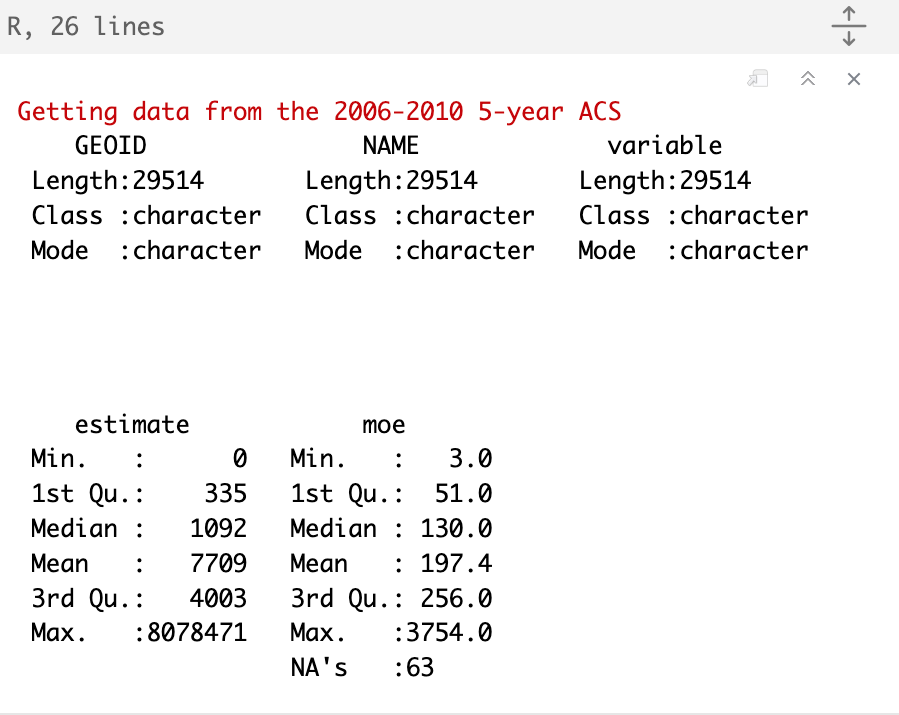 R, 26 lines
Getting data from the 2006-2010 5-year ACS
GEOID NAME variable
Length:29514 Length:29514 Length:29514
Class :character Class :character Class :character
Mode  :character Mode  :character Mode  :character
estimate moe
Min.   :      0 Min.   :   3.0
1st Qu.:    335 1st Qu.:  51.0
Median :   1092 Median : 130.0
Mean   :   7709 Mean   : 197.4
3rd Qu.:   4003 3rd Qu.: 256.0
Max.   :8078471 Max.   :3754.0
NA's   :63